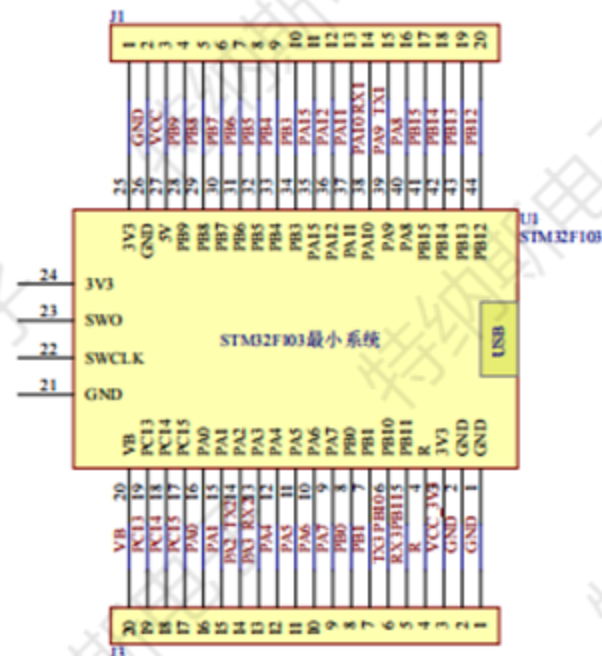 J1
1 2 3 4 5 6 7 8 9 10 11 12 13 14 15 16 17 18 19 20
GND VCC PB9 PB8 PB7 PB6 PB5 PB4 PB3 PA15 PA12 PA11 PA10 RX1 PA9 TX1 PA8 PB15 PB14 PB13 PB12
25 26 27 28 29 30 31 32 33 34 35 36 37 38 39 40 41 42 43 44
3V3 GND 5V PB9 PB8 PB7 PB6 PB5 PB4 PB3 PA15 PA12 PA11 PA10 PA9 PA8 PB15 PB14 PB13 PB12
U1
STM32F103
24 3V3
23 SWO
22 SWCLK
21 GND
STM32F103最小系统
USB
VB PC13 PC14 PC15 PA0 PA1 PA2 PA3 PA4 PA5 PA6 PA7 PB0 PB1 PB10 PB11 R 3V3 GND GND
20 19 18 17 16 15 14 13 12 11 10 9 8 7 6 5 4 3 2 1
VB PC13 PC14 PC15 PA0 PA1 PA2 TX2 PA3 RX2 PA4 PA5 PA6 PA7 PB0 PB1 TX3 PB10 RX3 PB11 R VCC_3V3 GND GND
20 19 18 17 16 15 14 13 12 11 10 9 8 7 6 5 4 3 2 1
J3
特纳斯电子